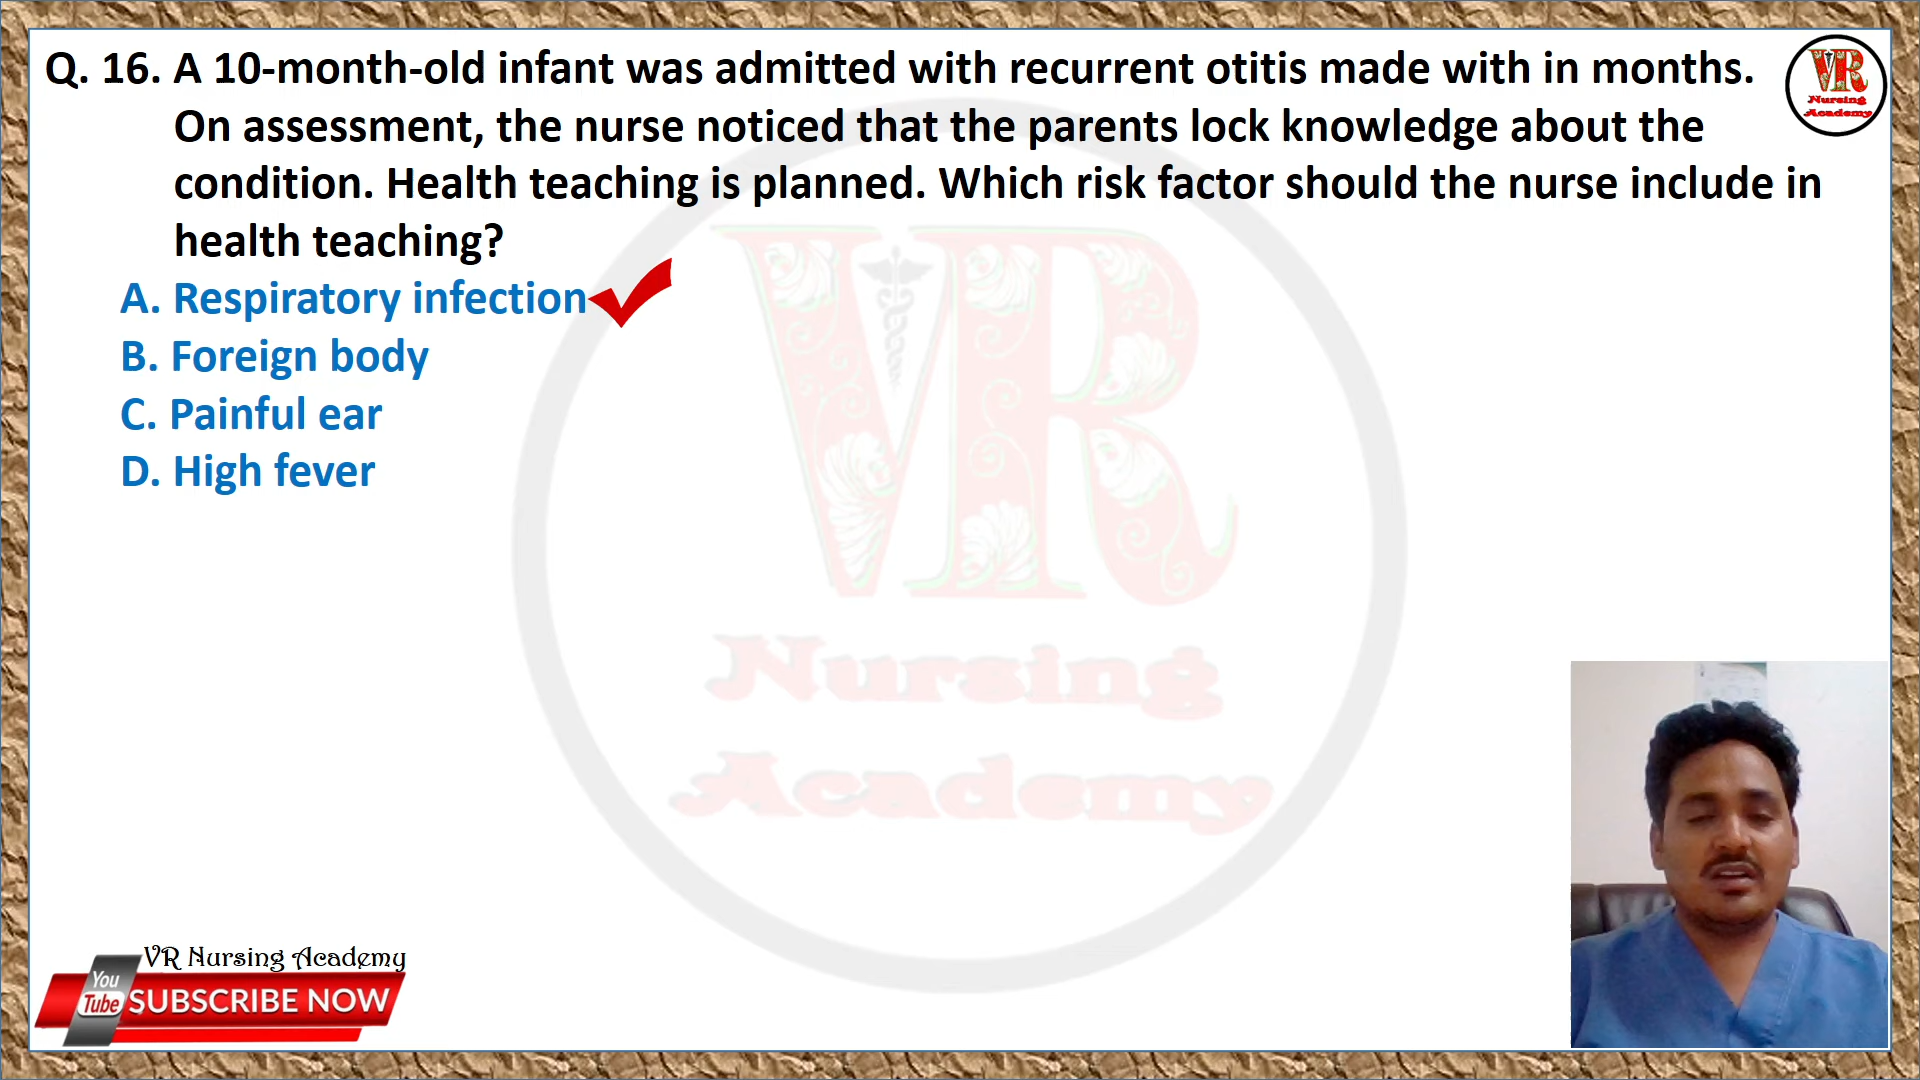 Q. 16. A 10-month-old infant was admitted with recurrent otitis made with in months.
On assessment, the nurse noticed that the parents lock knowledge about the
condition. Health teaching is planned. Which risk factor should the nurse include in
health teaching?
A. Respiratory infection
B. Foreign body
C. Painful ear
D. High fever
VR
Nursing
Academy
VR
Nursing
Academy
VR Nursing Academy
You
Tube
SUBSCRIBE NOW